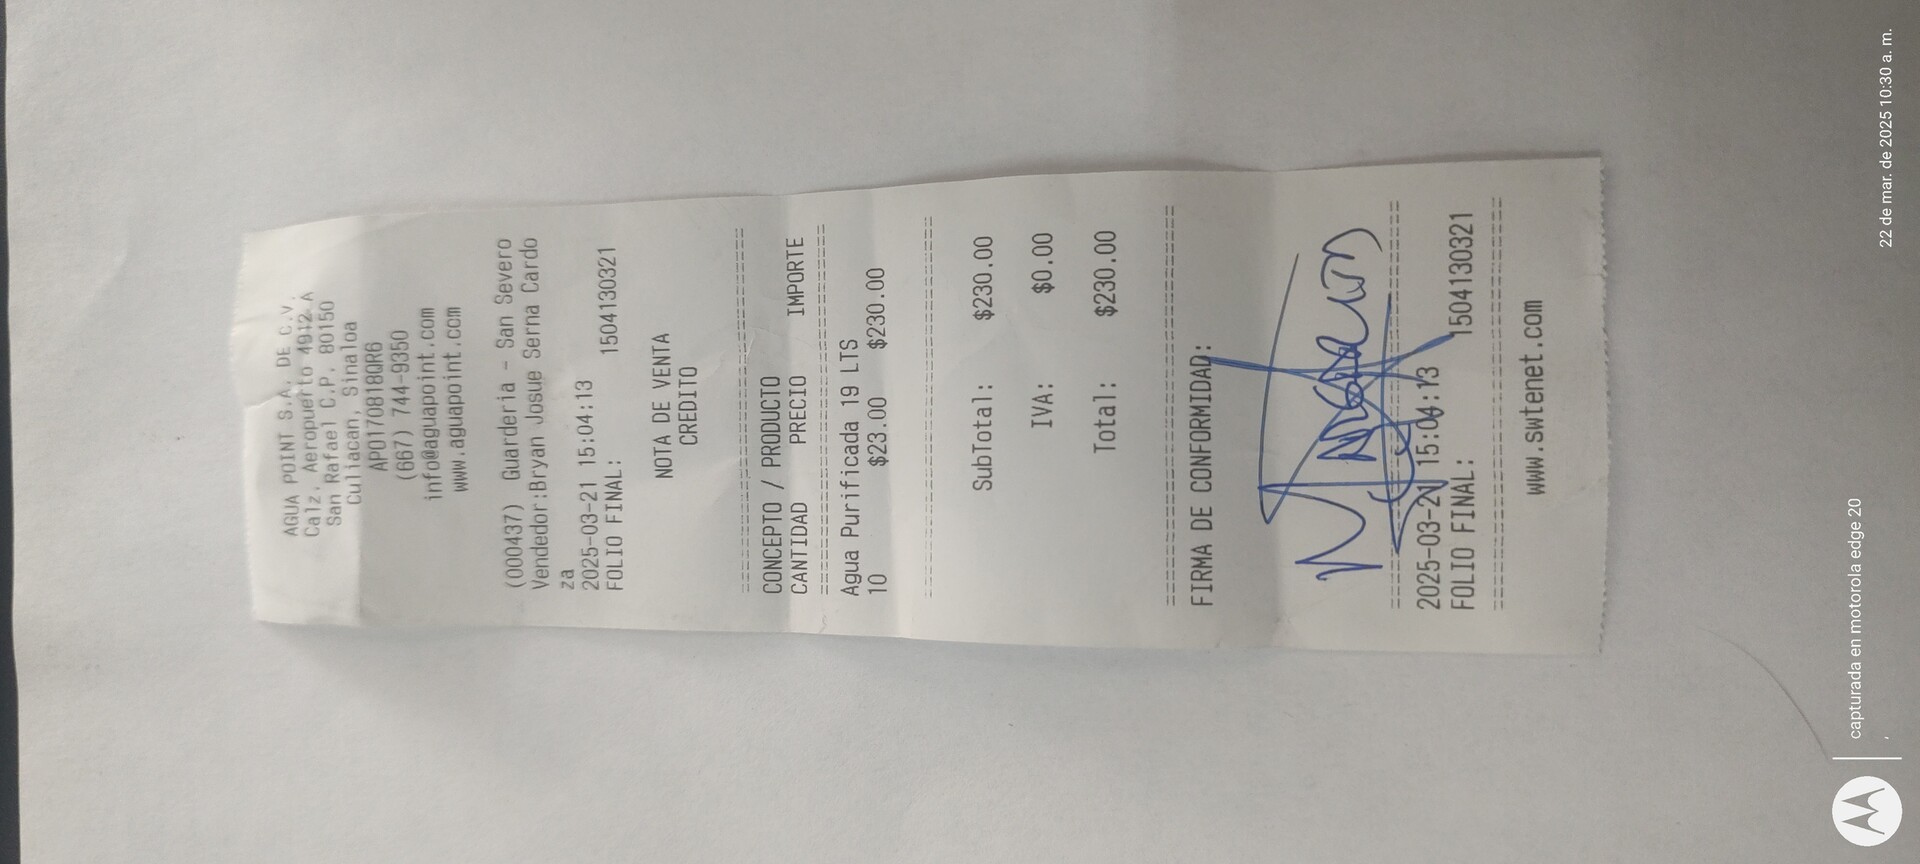 AGUA POINT S.A. DE C.V.
Calz. Aeropuerto 4912 A
San Rafael C.P. 80150
Culiacan, Sinaloa
APO170818QR6
(667) 744-9350
info@aguapoint.com
www.aguapoint.com
(000437) Guarderia - San Severo
Vendedor:Bryan Josue Serna Cardo
za
2025-03-21 15:04:13
FOLIO FINAL: 1504130321
NOTA DE VENTA
CREDITO
CONCEPTO / PRODUCTO
CANTIDAD PRECIO IMPORTE
Agua Purificada 19 LTS
10 $23.00 $230.00
SubTotal: $230.00
IVA: $0.00
Total: $230.00
FIRMA DE CONFORMIDAD:
2025-03-21 15:04:13
FOLIO FINAL: 1504130321
www.swtenet.com
capturada en motorola edge 20
22 de mar. de 2025 10:30 a. m.